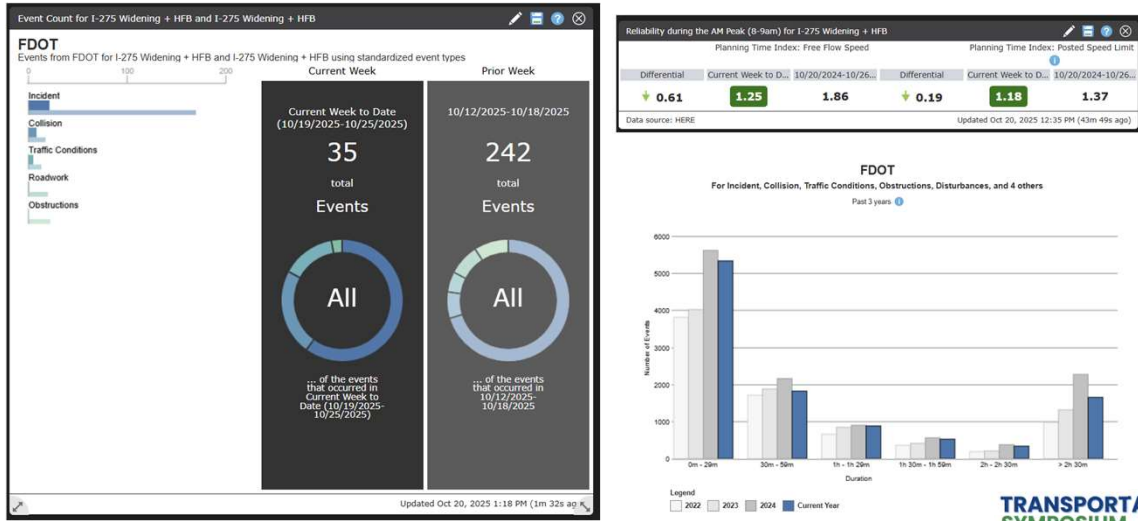 Event Count for I-275 Widening + HFB and I-275 Widening + HFB
FDOT
Events from FDOT for I-275 Widening + HFB and I-275 Widening + HFB using standardized event types
0 100 200
Incident
Collision
Traffic Conditions
Roadwork
Obstructions
Current Week
Current Week to Date
(10/19/2025-10/25/2025)
35
total
Events
All
... of the events
that occurred in
Current Week to
Date (10/19/2025-
10/25/2025)
Prior Week
10/12/2025-10/18/2025
242
total
Events
All
... of the events
that occurred in
10/12/2025-
10/18/2025
Updated Oct 20, 2025 1:18 PM (1m 32s ag
Reliability during the AM Peak (8-9am) for I-275 Widening + HFB
Planning Time Index: Free Flow Speed Planning Time Index: Posted Speed Limit
Differential Current Week to D... 10/20/2024-10/26... Differential Current Week to D... 10/20/2024-10/26...
0.61 1.25 1.86 0.19 1.18 1.37
Data source: HERE Updated Oct 20, 2025 12:35 PM (43m 49s ago)
FDOT
For Incident, Collision, Traffic Conditions, Obstructions, Disturbances, and 4 others
Past 3 years
Number of Events
6000
5000
4000
3000
2000
1000
0
0m - 29m 30m - 59m 1h - 1h 29m 1h 30m - 1h 59m 2h - 2h 30m > 2h 30m
Duration
Legend
2022 2023 2024 Current Year
TRANSPORTA
SYMPOSIUM